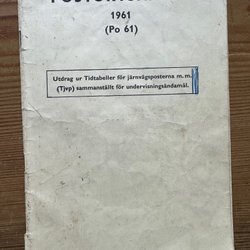 1961
(Po 61)
Utdrag ur Tidtabeller för järnvägsposterna m. m.
(Tjvp) sammanställt för undervisningsändamål.